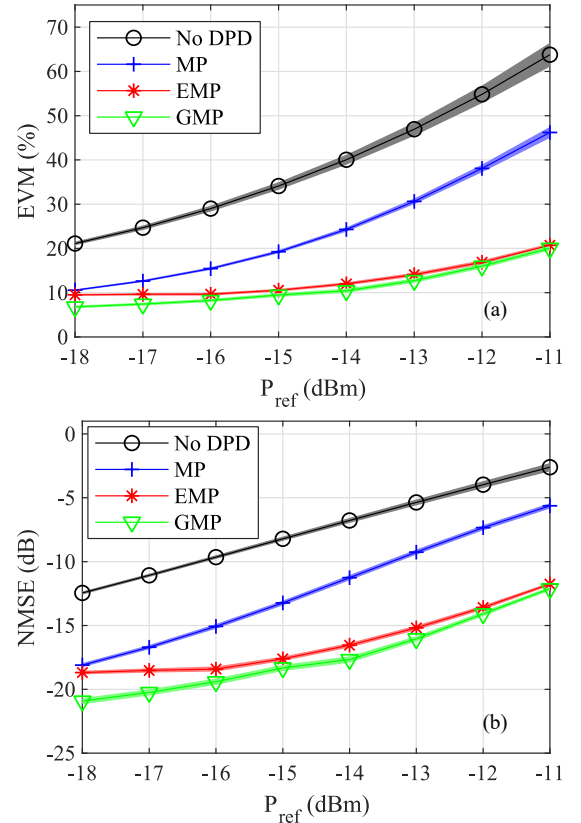 70
60
50
40
30
20
10
0
EVM (%)
No DPD
MP
EMP
GMP
(a)
-18 -17 -16 -15 -14 -13 -12 -11
P_ref (dBm)
0
-5
-10
-15
-20
-25
NMSE (dB)
No DPD
MP
EMP
GMP
(b)
-18 -17 -16 -15 -14 -13 -12 -11
P_ref (dBm)